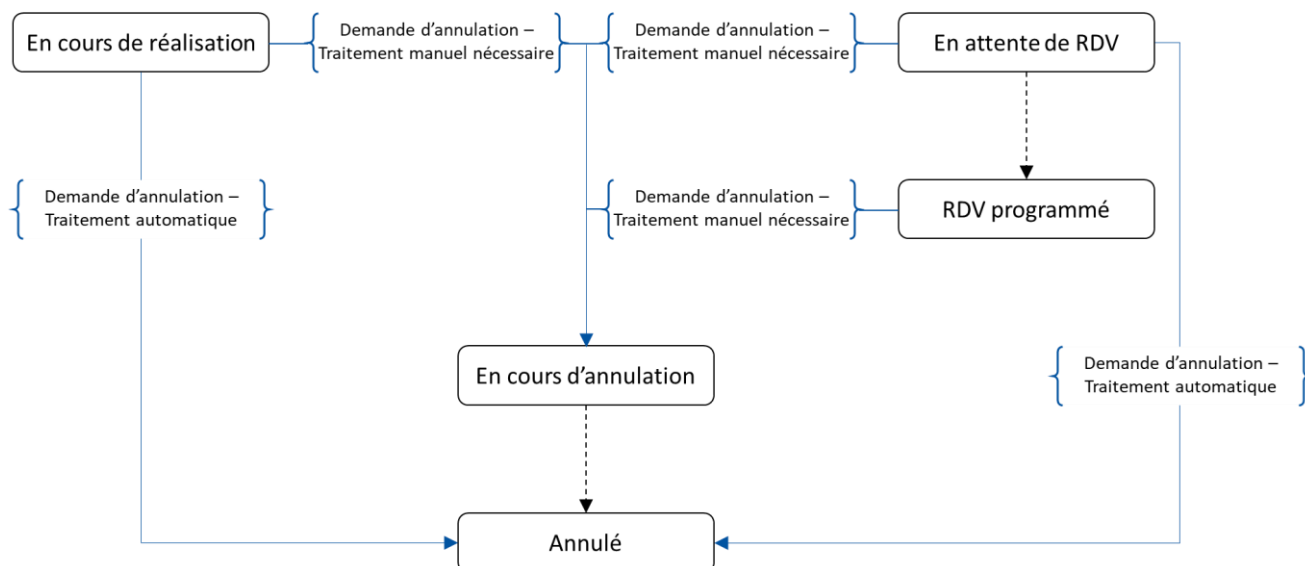 En cours de réalisation
Demande d’annulation –
Traitement manuel nécessaire
Demande d’annulation –
Traitement manuel nécessaire
En attente de RDV
Demande d’annulation –
Traitement automatique
Demande d’annulation –
Traitement manuel nécessaire
RDV programmé
En cours d’annulation
Demande d’annulation –
Traitement automatique
Annulé